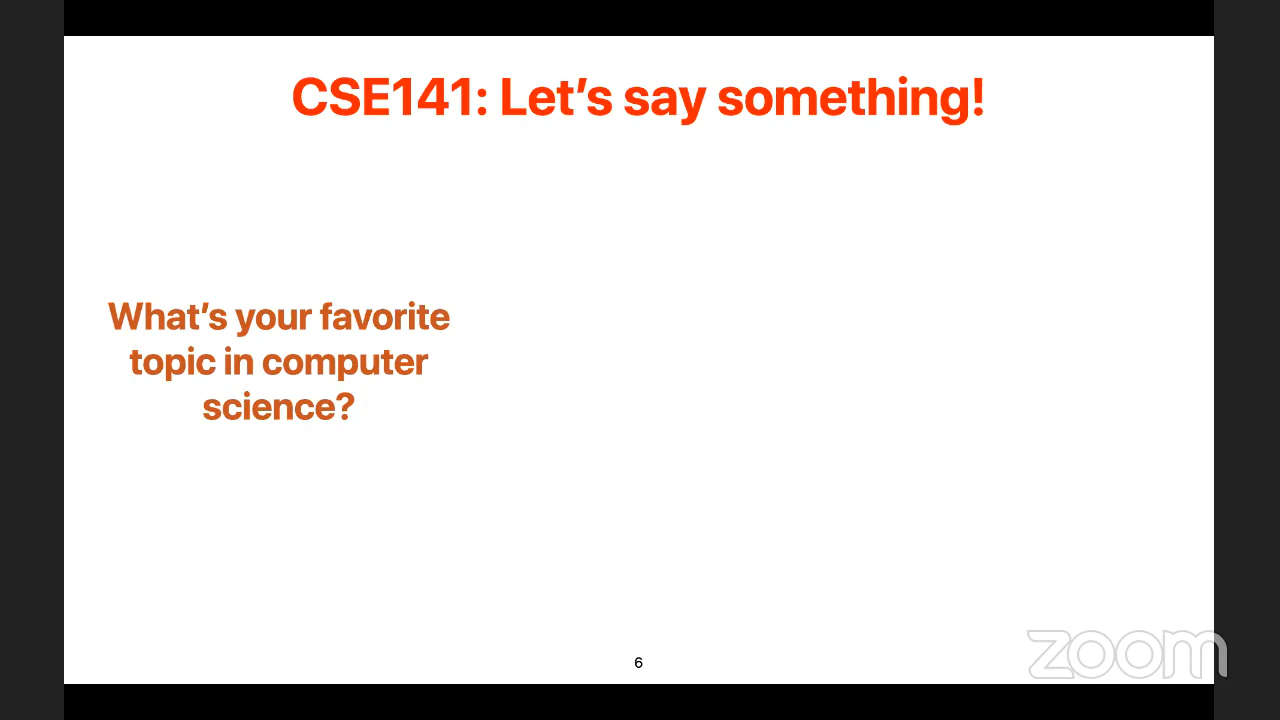 CSE141: Let’s say something!
What’s your favorite
topic in computer
science?
6
zoom